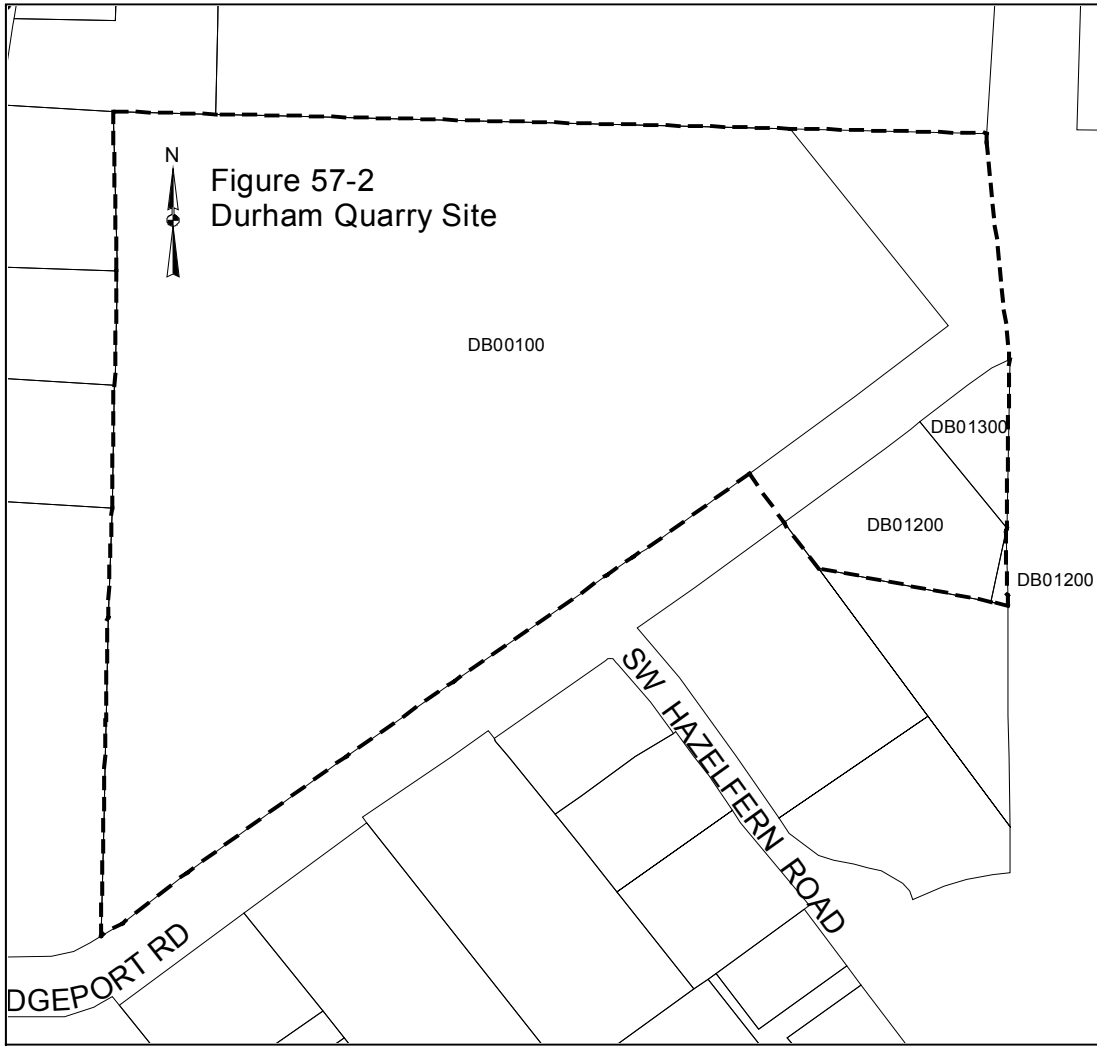 N
Figure 57-2
Durham Quarry Site
DB00100
DB01300
DB01200
DB01200
SW HAZELFERN ROAD
DGEPORT RD